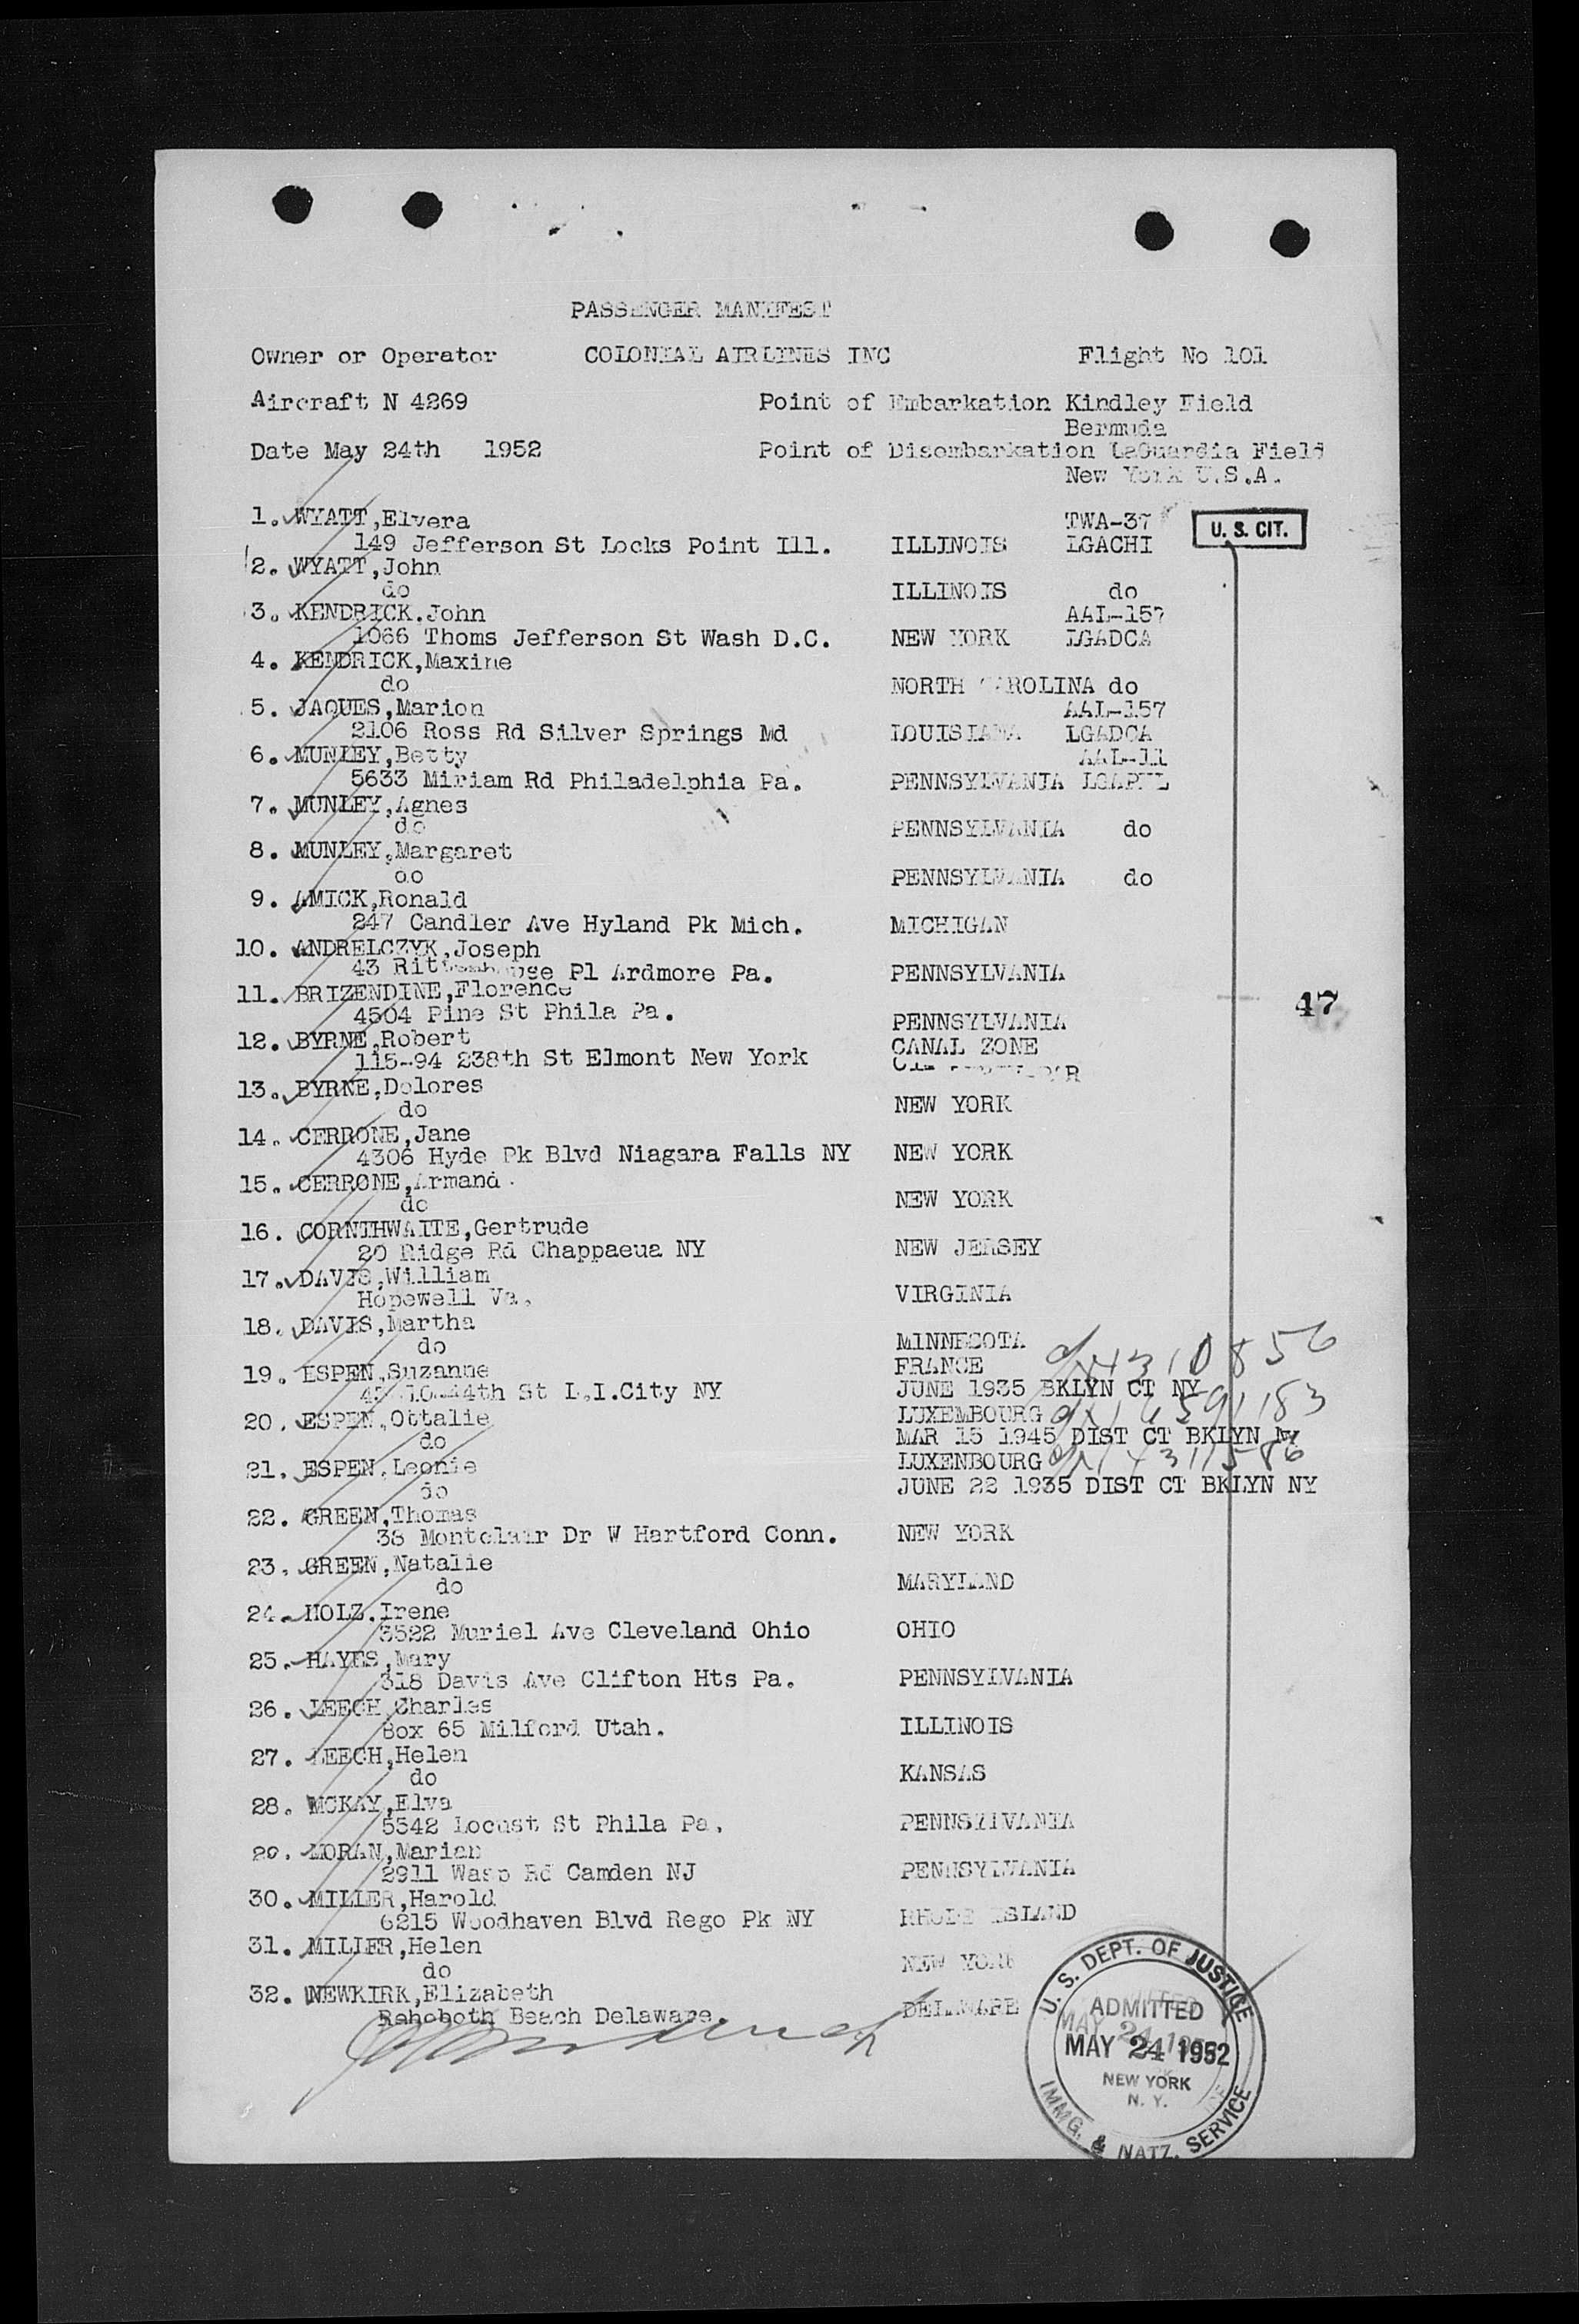 PASSENGER MANIFEST
Owner or Operator COLONIAL AIRLINES INC Flight No 101
Aircraft N 4269 Point of Embarkation Kindley Field
Bermuda
Date May 24th 1952 Point of Disembarkation LaGuardia Field
New York U.S.A.
1. WYATT,Elvera TWA-37 U. S. CIT.
149 Jefferson St Locks Point Ill. ILLINOIS LGACHI
2. WYATT,John
do ILLINOIS do
3. KENDRICK.John AAL-157
1066 Thoms Jefferson St Wash D.C. NEW YORK LGADCA
4. KENDRICK,Maxine
do NORTH CAROLINA do
5. JAQUES,Marion AAL-157
2106 Ross Rd Silver Springs Md LOUISIANA LGADCA
6. MUNLEY,Betty AAL-11
5633 Miriam Rd Philadelphia Pa. PENNSYLVANIA LGAPHL
7. MUNLEY,Agnes
do PENNSYLVANIA do
8. MUNLEY,Margaret
do PENNSYLVANIA do
9. AMICK,Ronald
247 Candler Ave Hyland Pk Mich. MICHIGAN
10. ANDRELCZYK,Joseph
43 Pl Ardmore Pa. PENNSYLVANIA
11. BRIZENDINE,Florence
4504 Pine St Phila Pa. PENNSYLVANIA
47
12. BYRNE,Robert CANAL ZONE
115-94 238th St Elmont New York
13. BYRNE,Dolores
do NEW YORK
14. CERRONE,Jane
4306 Hyde Pk Blvd Niagara Falls NY NEW YORK
15. CERRONE,Armand
do NEW YORK
16. CORNTHWAITE,Gertrude
20 Ridge Rd Chappaeua NY NEW JERSEY
17. DAVIS,William
Hopewell Va. VIRGINIA
18. DAVIS,Martha
do MINNESOTA
19. ESPEN,Suzanne FRANCE
44th St L.I.City NY JUNE 1935 BKLYN CT NY
20. ESPEN,Ottalie LUXEMBOURG
do MAR 15 1945 DIST CT BKLYN NY
21. ESPEN,Leonie LUXENBOURG
do JUNE 22 1935 DIST CT BKLYN NY
22. GREEN,Thomas
38 Montclair Dr W Hartford Conn. NEW YORK
23. GREEN,Natalie
do MARYLAND
24. HOLZ.Irene
3522 Muriel Ave Cleveland Ohio OHIO
25. HAYES,Mary
318 Davis Ave Clifton Hts Pa. PENNSYLVANIA
26. LEECH,Charles
Box 65 Milford Utah. ILLINOIS
27. LEECH,Helen
do KANSAS
28. MCKAY,Elva
5542 Locust St Phila Pa. PENNSYLVANIA
29. MORAN,Marian
2911 Wasp Rd Camden NJ PENNSYLVANIA
30. MILLER,Harold
6215 Woodhaven Blvd Rego Pk NY RHODE ISLAND
31. MILLER,Helen
do NEW YORK
32. NEWKIRK,Elizabeth
Rehoboth Beach Delaware. DELAWARE
U. S. DEPT. OF JUSTICE
ADMITTED
MAY 24 1952
NEW YORK
N. Y.
IMMG. & NATZ. SERVICE